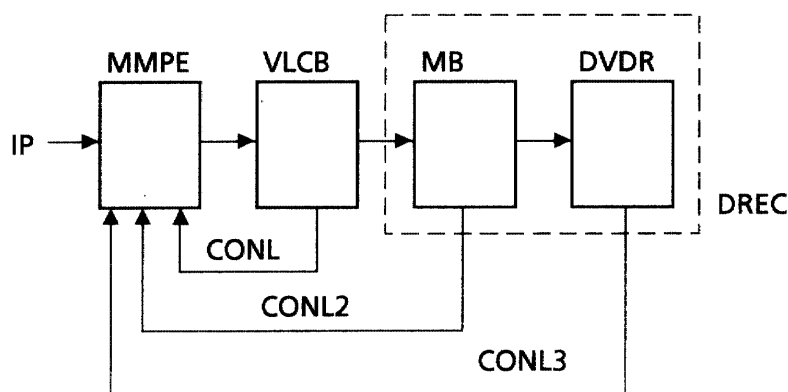 MMPE
VLCB
MB
DVDR
IP
DREC
CONL
CONL2
CONL3